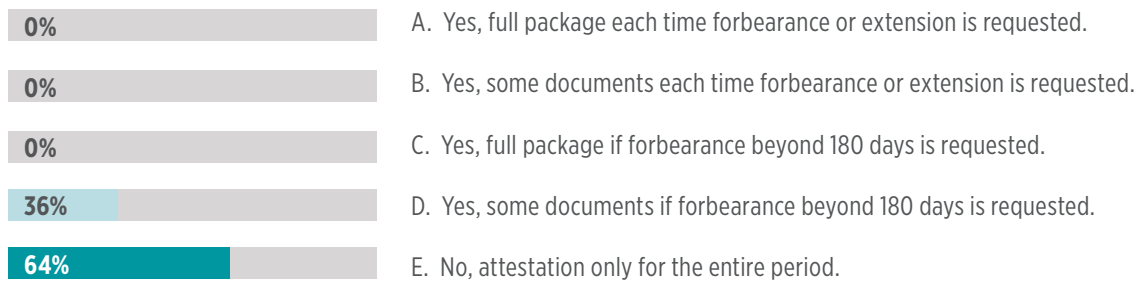 0% A. Yes, full package each time forbearance or extension is requested.
0% B. Yes, some documents each time forbearance or extension is requested.
0% C. Yes, full package if forbearance beyond 180 days is requested.
36% D. Yes, some documents if forbearance beyond 180 days is requested.
64% E. No, attestation only for the entire period.